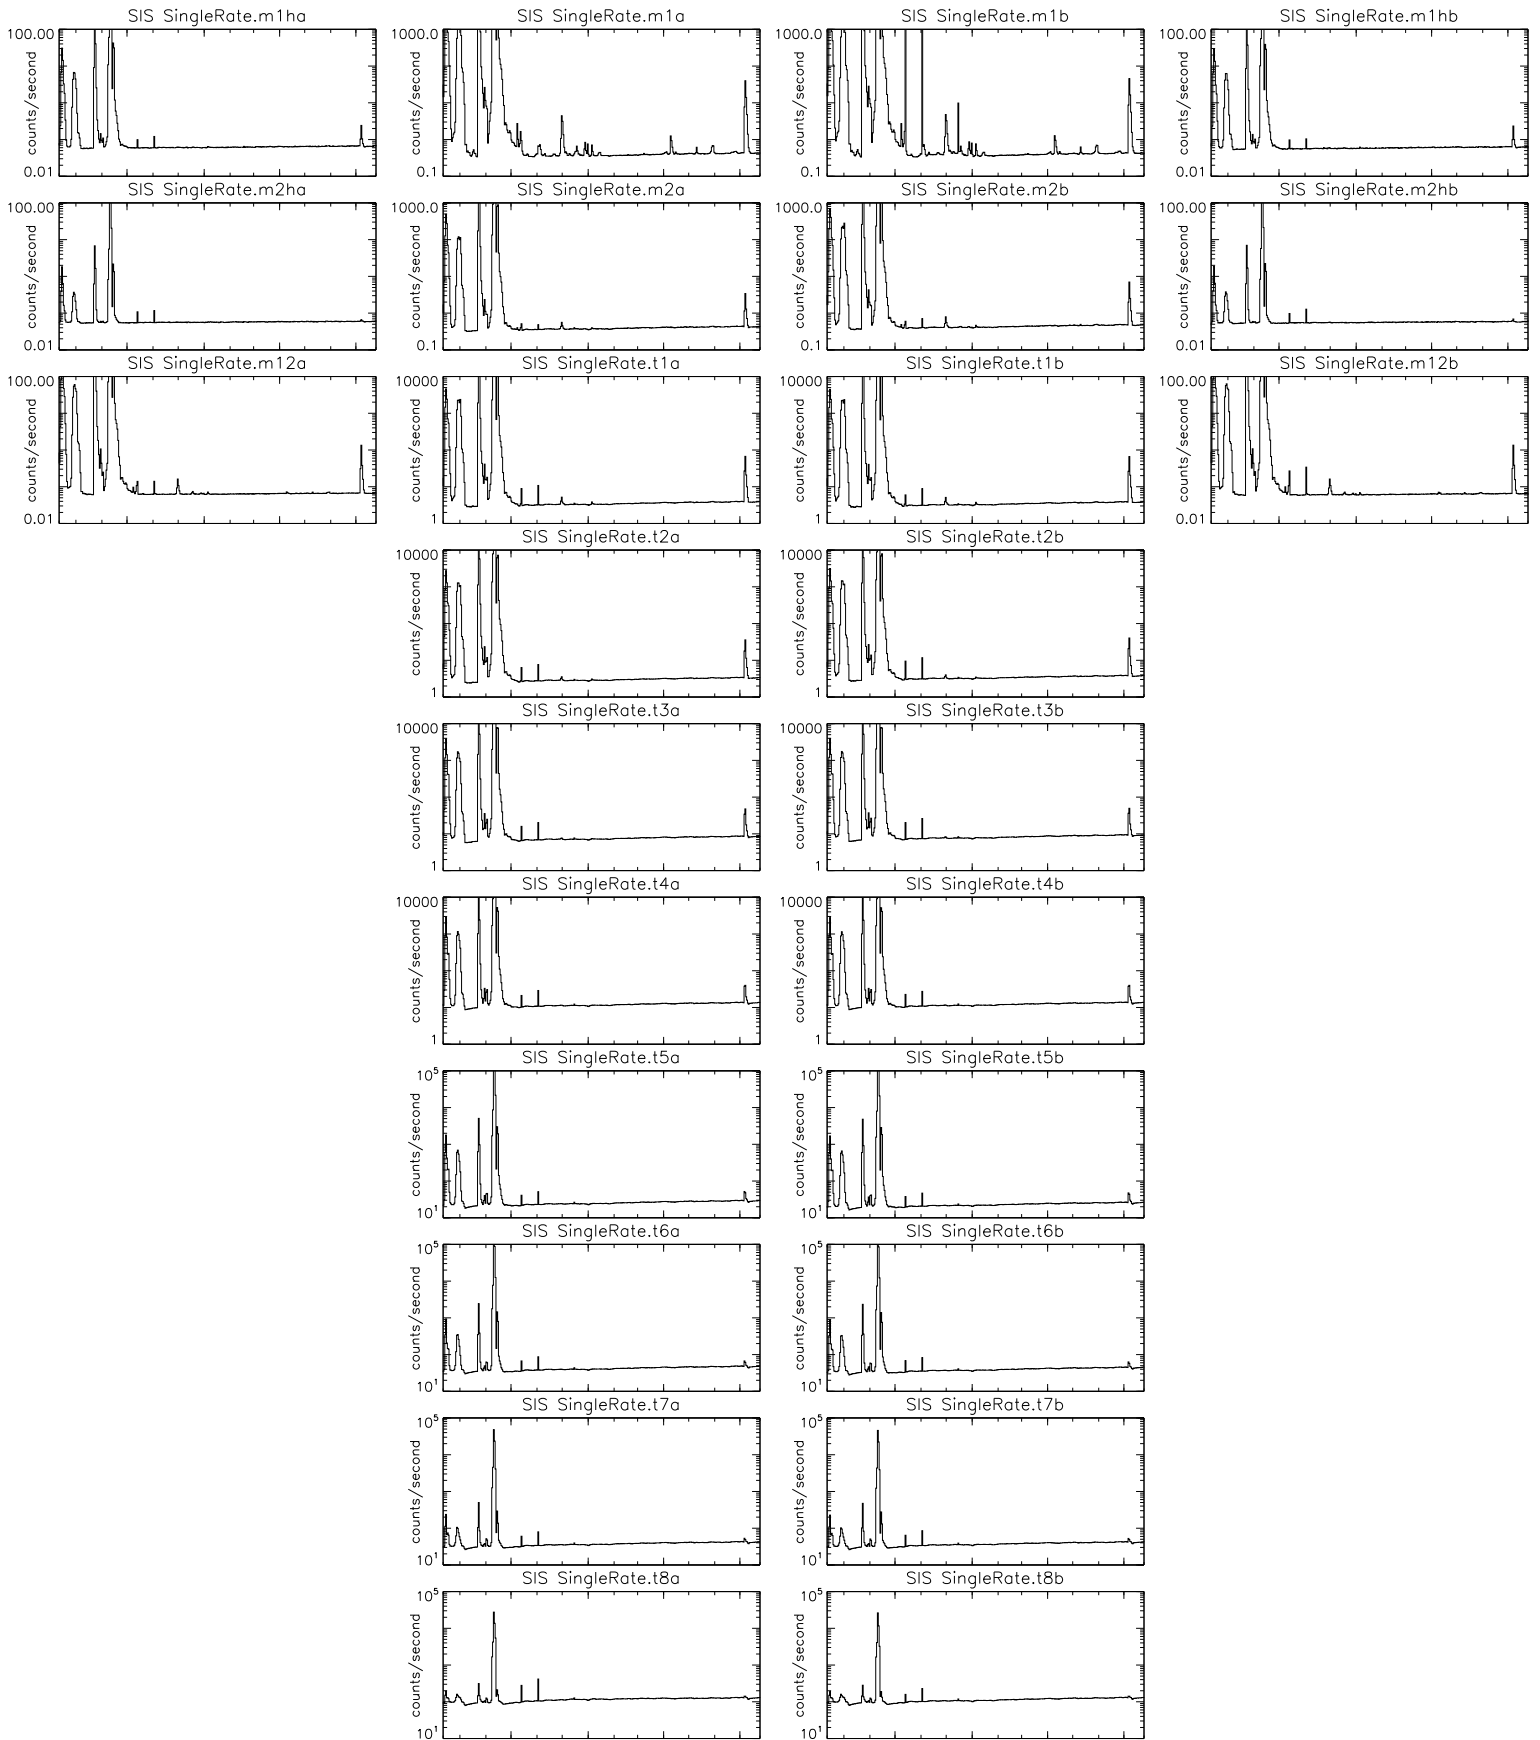 SIS SingleRate.m1ha
100.00
counts/second
0.01
SIS SingleRate.m1a
1000.0
counts/second
0.1
SIS SingleRate.m1b
1000.0
counts/second
0.1
SIS SingleRate.m1hb
100.00
counts/second
0.01
SIS SingleRate.m2ha
100.00
counts/second
0.01
SIS SingleRate.m2a
1000.0
counts/second
0.1
SIS SingleRate.m2b
1000.0
counts/second
0.1
SIS SingleRate.m2hb
100.00
counts/second
0.01
SIS SingleRate.m12a
100.00
counts/second
0.01
SIS SingleRate.t1a
10000
counts/second
1
SIS SingleRate.t1b
10000
counts/second
1
SIS SingleRate.m12b
100.00
counts/second
0.01
SIS SingleRate.t2a
10000
counts/second
1
SIS SingleRate.t2b
10000
counts/second
1
SIS SingleRate.t3a
10000
counts/second
1
SIS SingleRate.t3b
10000
counts/second
1
SIS SingleRate.t4a
10000
counts/second
1
SIS SingleRate.t4b
10000
counts/second
1
SIS SingleRate.t5a
10⁵
counts/second
10¹
SIS SingleRate.t5b
10⁵
counts/second
10¹
SIS SingleRate.t6a
10⁵
counts/second
10¹
SIS SingleRate.t6b
10⁵
counts/second
10¹
SIS SingleRate.t7a
10⁵
counts/second
10¹
SIS SingleRate.t7b
10⁵
counts/second
10¹
SIS SingleRate.t8a
10⁵
counts/second
10¹
SIS SingleRate.t8b
10⁵
counts/second
10¹